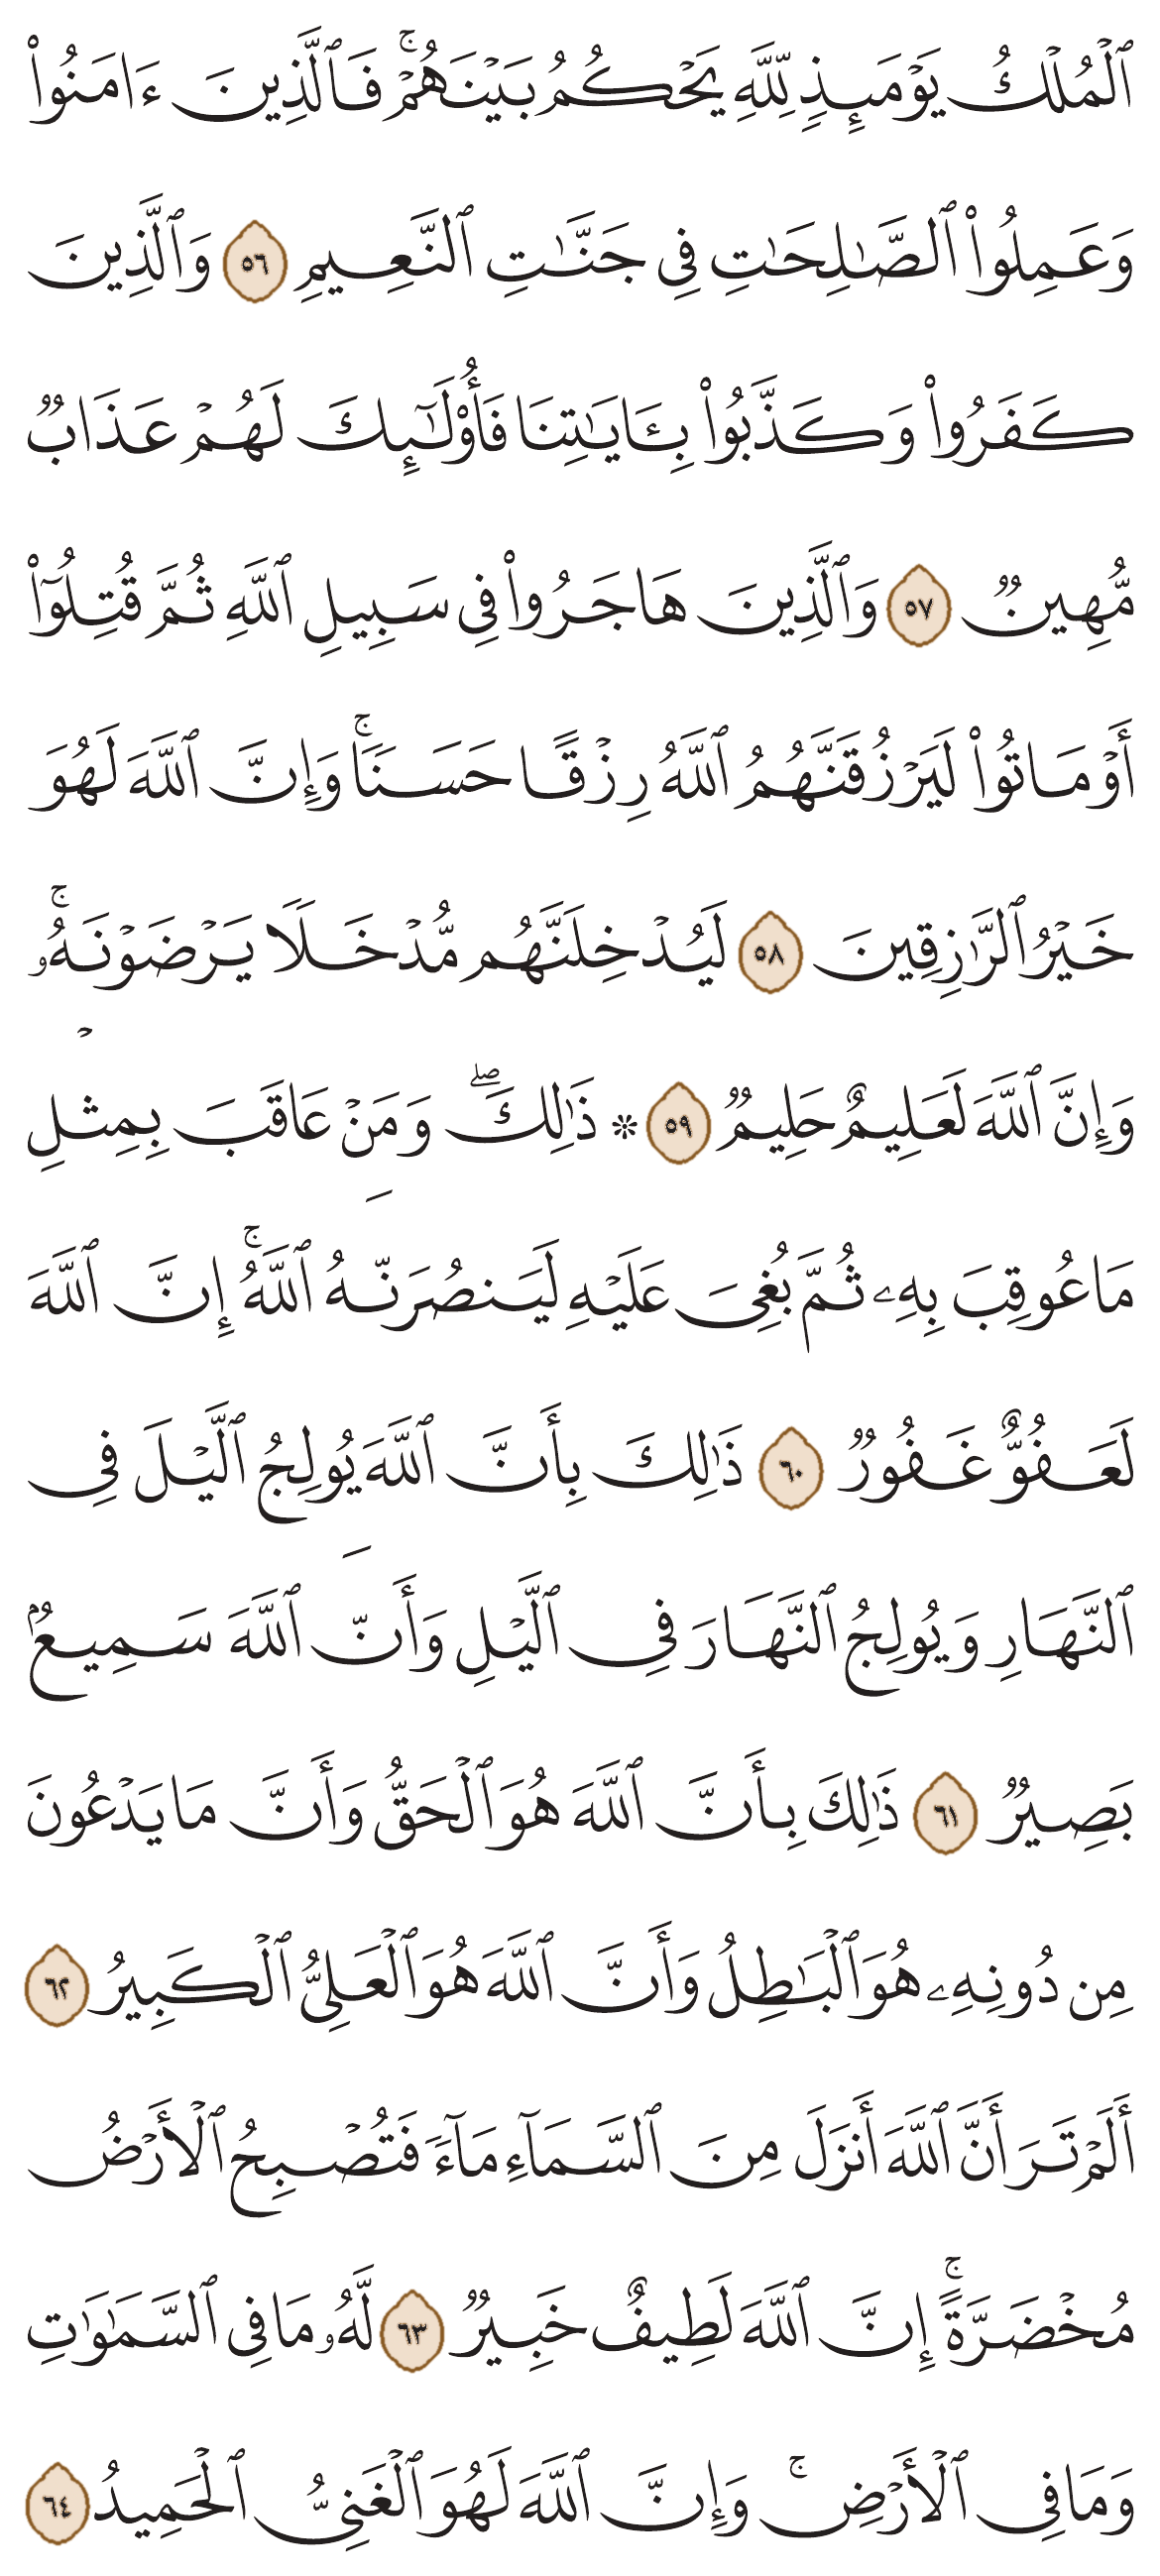 ٱلْمُلْكُ يَوْمَئِذٍ لِّلَّهِ يَحْكُمُ بَيْنَهُمْ ۚ فَٱلَّذِينَ ءَامَنُوا۟
وَعَمِلُوا۟ ٱلصَّـٰلِحَـٰتِ فِى جَنَّـٰتِ ٱلنَّعِيمِ ٥٦ وَٱلَّذِينَ
كَفَرُوا۟ وَكَذَّبُوا۟ بِـَٔايَـٰتِنَا فَأُو۟لَـٰٓئِكَ لَهُمْ عَذَابٌ
مُّهِينٌ ٥٧ وَٱلَّذِينَ هَاجَرُوا۟ فِى سَبِيلِ ٱللَّهِ ثُمَّ قُتِلُوٓا۟
أَوْ مَاتُوا۟ لَيَرْزُقَنَّهُمُ ٱللَّهُ رِزْقًا حَسَنًا ۚ وَإِنَّ ٱللَّهَ لَهُوَ
خَيْرُ ٱلرَّٰزِقِينَ ٥٨ لَيُدْخِلَنَّهُم مُّدْخَلًا يَرْضَوْنَهُۥ ۚ
وَإِنَّ ٱللَّهَ لَعَلِيمٌ حَلِيمٌ ٥٩ ۞ ذَٰلِكَ ۖ وَمَنْ عَاقَبَ بِمِثْلِ
مَا عُوقِبَ بِهِۦ ثُمَّ بُغِىَ عَلَيْهِ لَيَنصُرَنَّهُ ٱللَّهُ ۚ إِنَّ ٱللَّهَ
لَعَفُوٌّ غَفُورٌ ٦٠ ذَٰلِكَ بِأَنَّ ٱللَّهَ يُولِجُ ٱلَّيْلَ فِى
ٱلنَّهَارِ وَيُولِجُ ٱلنَّهَارَ فِى ٱلَّيْلِ وَأَنَّ ٱللَّهَ سَمِيعٌۢ
بَصِيرٌ ٦١ ذَٰلِكَ بِأَنَّ ٱللَّهَ هُوَ ٱلْحَقُّ وَأَنَّ مَا يَدْعُونَ
مِن دُونِهِۦ هُوَ ٱلْبَـٰطِلُ وَأَنَّ ٱللَّهَ هُوَ ٱلْعَلِىُّ ٱلْكَبِيرُ ٦٢
أَلَمْ تَرَ أَنَّ ٱللَّهَ أَنزَلَ مِنَ ٱلسَّمَآءِ مَآءً فَتُصْبِحُ ٱلْأَرْضُ
مُخْضَرَّةً ۗ إِنَّ ٱللَّهَ لَطِيفٌ خَبِيرٌ ٦٣ لَّهُۥ مَا فِى ٱلسَّمَـٰوَٰتِ
وَمَا فِى ٱلْأَرْضِ ۚ وَإِنَّ ٱللَّهَ لَهُوَ ٱلْغَنِىُّ ٱلْحَمِيدُ ٦٤